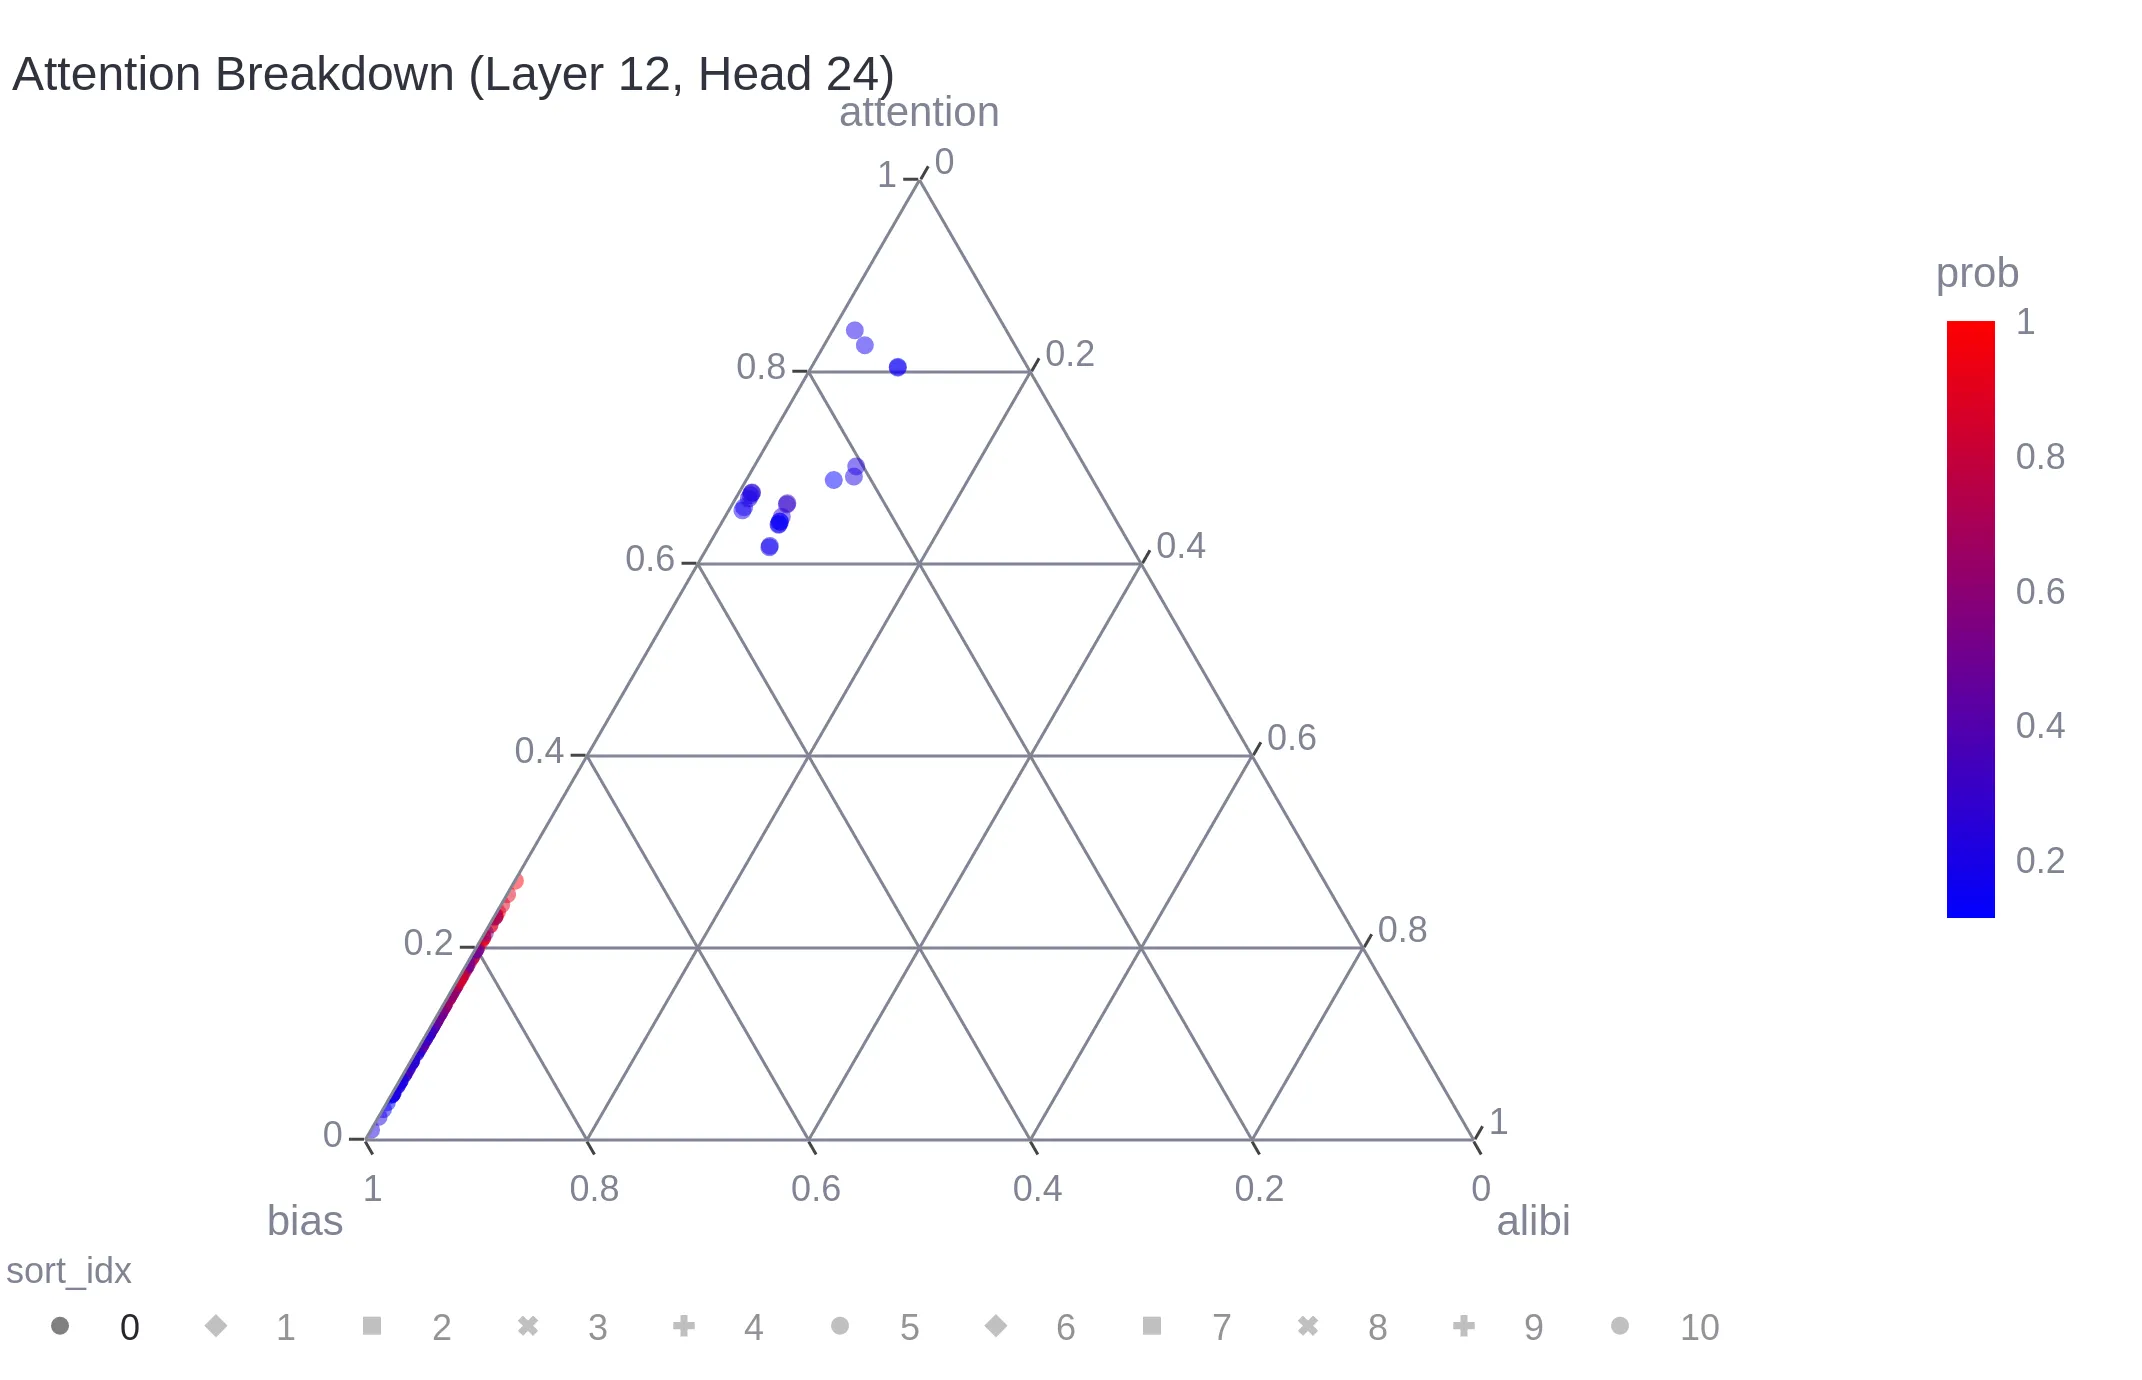 Attention Breakdown (Layer 12, Head 24)
attention
1 0
prob
1
0.8 0.2
0.8
0.6 0.4
0.6
0.4 0.6
0.4
0.2 0.8
0.2
0 1
1 0.8 0.6 0.4 0.2 0
bias alibi
sort_idx
0 1 2 3 4 5 6 7 8 9 10